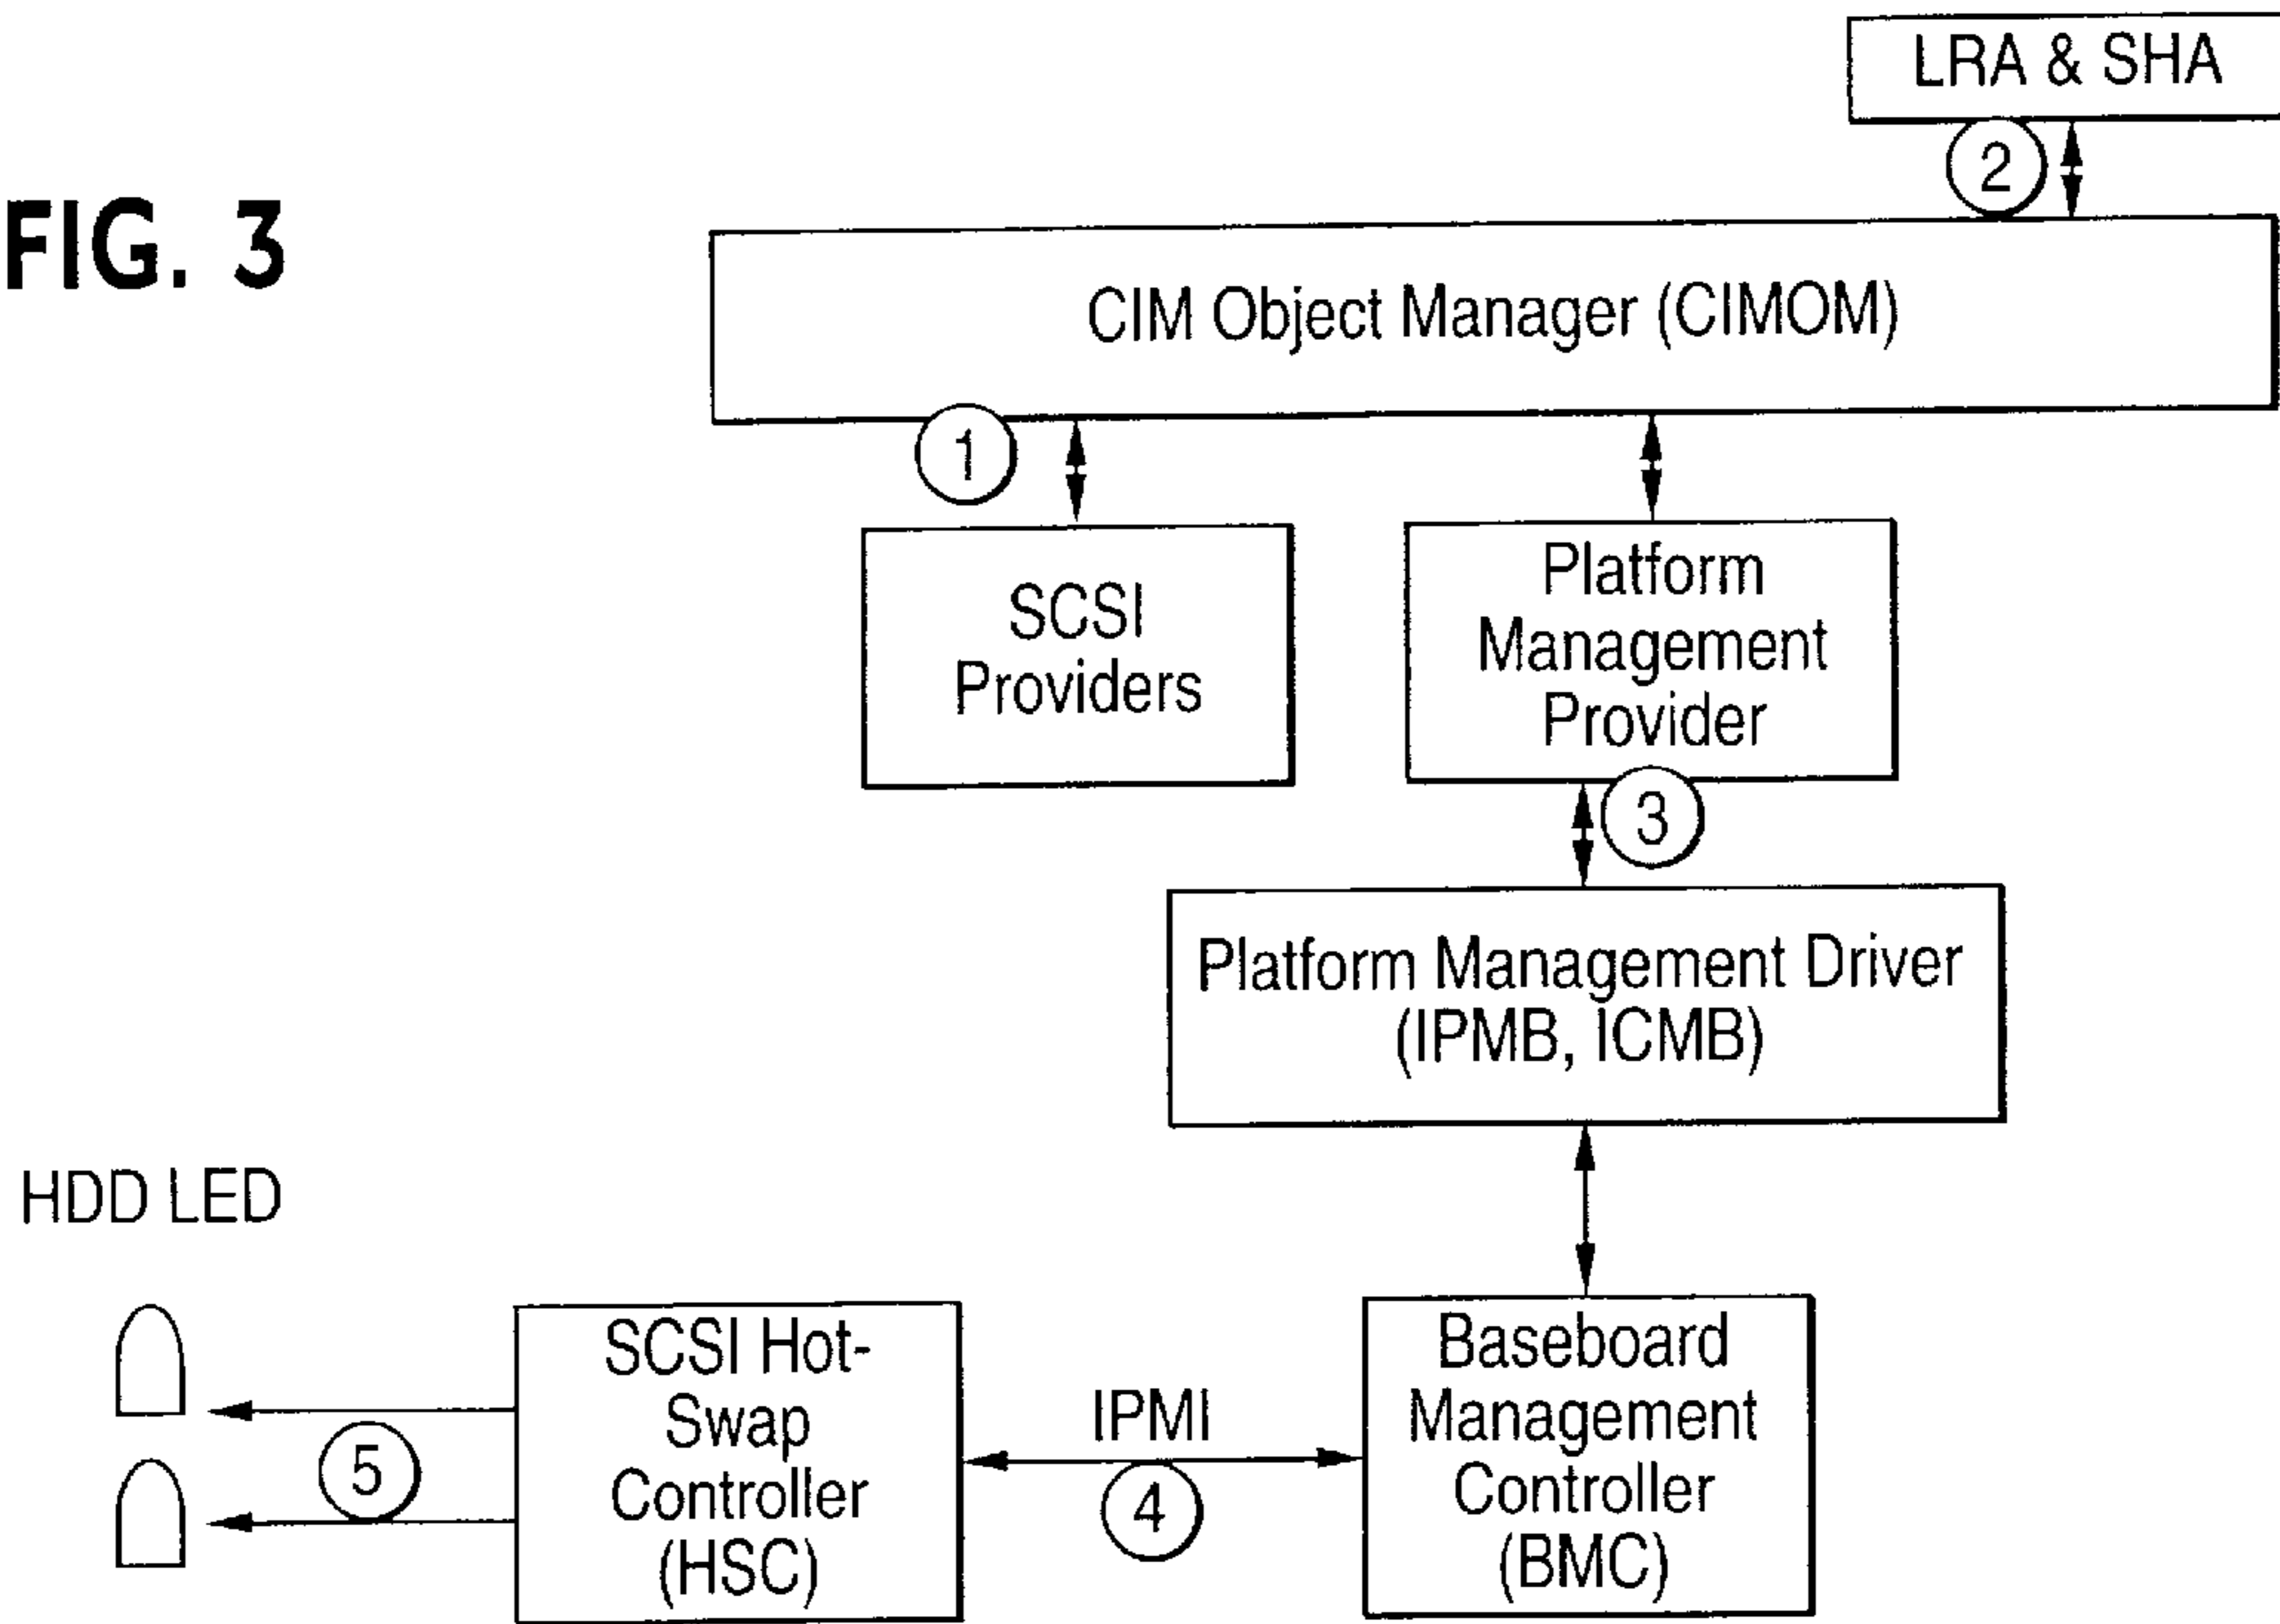 LRA & SHA
2
FIG. 3
CIM Object Manager (CIMOM)
1
SCSI
Providers
Platform
Management
Provider
3
Platform Management Driver
(IPMB, ICMB)
HDD LED
SCSI Hot-
Swap
Controller
(HSC)
5
IPMI
4
Baseboard
Management
Controller
(BMC)